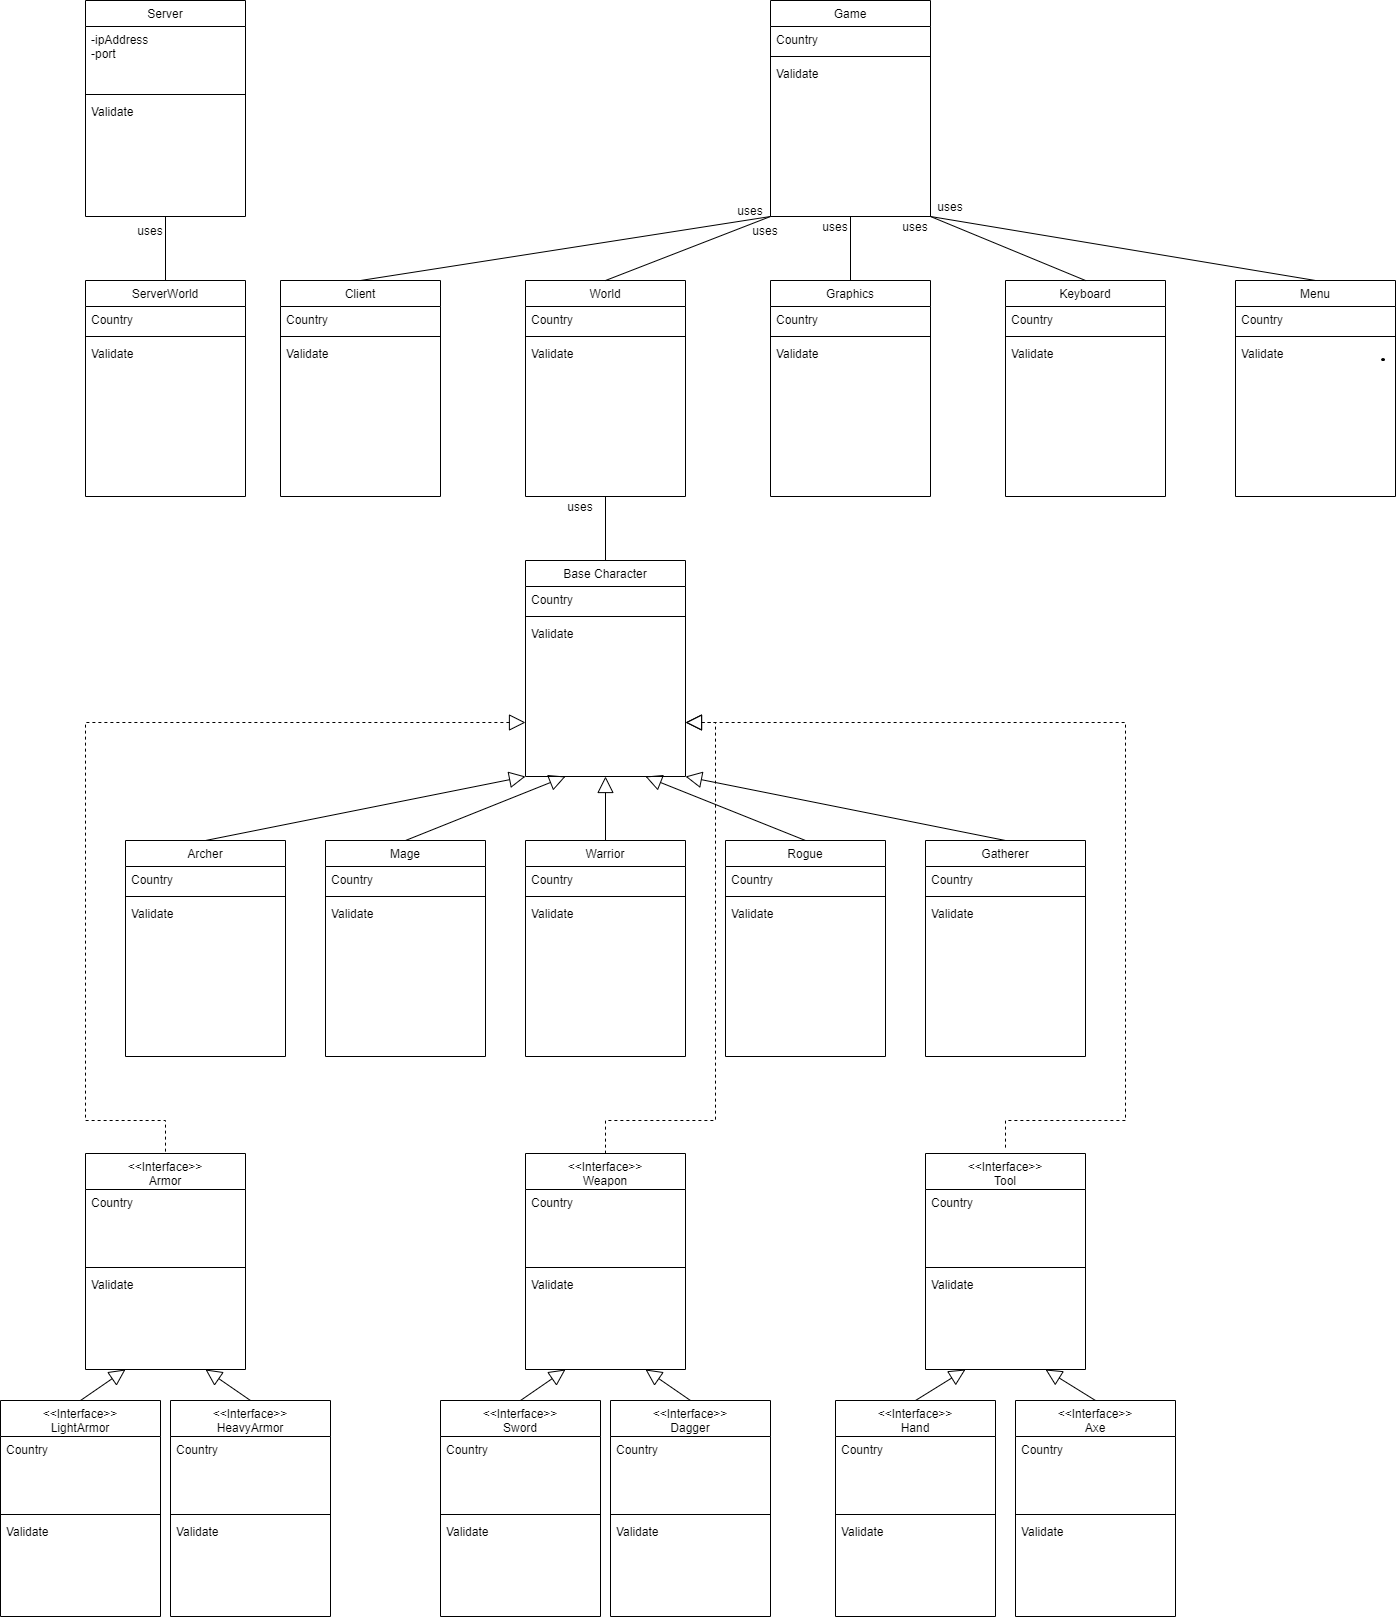 Server
-ipAddress
-port
Validate
Game
Country
Validate
uses
uses
uses
uses
uses
uses
ServerWorld
Country
Validate
Client
Country
Validate
World
Country
Validate
Graphics
Country
Validate
Keyboard
Country
Validate
Menu
Country
Validate
uses
Base Character
Country
Validate
Archer
Country
Validate
Mage
Country
Validate
Warrior
Country
Validate
Rogue
Country
Validate
Gatherer
Country
Validate
<<Interface>>
Armor
Country
Validate
<<Interface>>
Weapon
Country
Validate
<<Interface>>
Tool
Country
Validate
<<Interface>>
LightArmor
Country
Validate
<<Interface>>
HeavyArmor
Country
Validate
<<Interface>>
Sword
Country
Validate
<<Interface>>
Dagger
Country
Validate
<<Interface>>
Hand
Country
Validate
<<Interface>>
Axe
Country
Validate